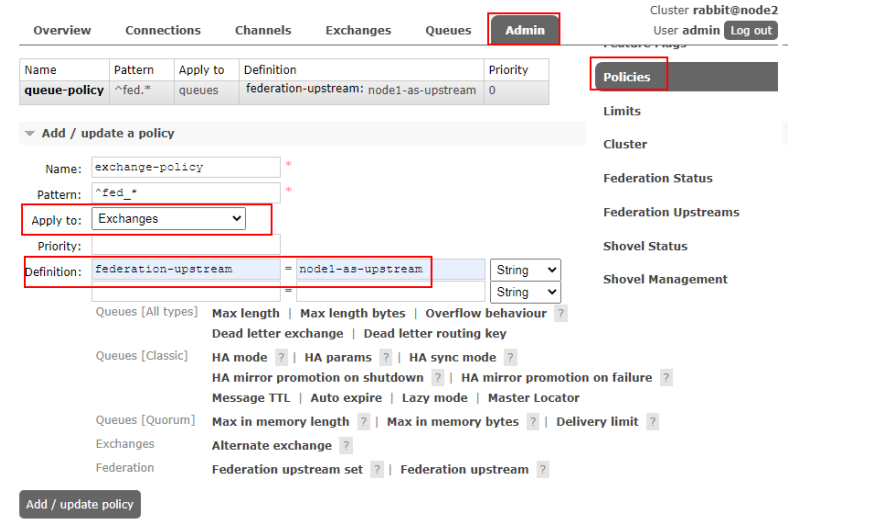 Cluster rabbit@node2
Overview Connections Channels Exchanges Queues Admin User admin Log out
Feature Flags
Name Pattern Apply to Definition Priority
queue-policy ^fed.* queues federation-upstream: node1-as-upstream 0
Policies
Limits
Cluster
Federation Status
Federation Upstreams
Shovel Status
Shovel Management
Add / update a policy
Name: exchange-policy *
Pattern: ^fed_* *
Apply to: Exchanges
Priority:
Definition: federation-upstream = node1-as-upstream String
= String
Queues [All types] Max length | Max length bytes | Overflow behaviour ?
Dead letter exchange | Dead letter routing key
Queues [Classic] HA mode ? | HA params ? | HA sync mode ?
HA mirror promotion on shutdown ? | HA mirror promotion on failure ?
Message TTL | Auto expire | Lazy mode | Master Locator
Queues [Quorum] Max in memory length ? | Max in memory bytes ? | Delivery limit ?
Exchanges Alternate exchange ?
Federation Federation upstream set ? | Federation upstream ?
Add / update policy